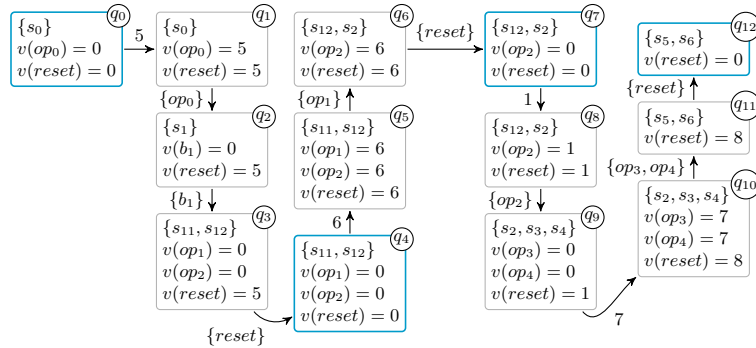 q0
{s0}
v(op0) = 0
v(reset) = 0
5
q1
{s0}
v(op0) = 5
v(reset) = 5
{op0}
q2
{s1}
v(b1) = 0
v(reset) = 5
{b1}
q3
{s11, s12}
v(op1) = 0
v(op2) = 0
v(reset) = 5
{reset}
q4
{s11, s12}
v(op1) = 0
v(op2) = 0
v(reset) = 0
6
q5
{s11, s12}
v(op1) = 6
v(op2) = 6
v(reset) = 6
{op1}
q6
{s12, s2}
v(op2) = 6
v(reset) = 6
{reset}
q7
{s12, s2}
v(op2) = 0
v(reset) = 0
1
q8
{s12, s2}
v(op2) = 1
v(reset) = 1
{op2}
q9
{s2, s3, s4}
v(op3) = 0
v(op4) = 0
v(reset) = 1
7
q10
{s2, s3, s4}
v(op3) = 7
v(op4) = 7
v(reset) = 8
{op3, op4}
q11
{s5, s6}
v(reset) = 8
{reset}
q12
{s5, s6}
v(reset) = 0